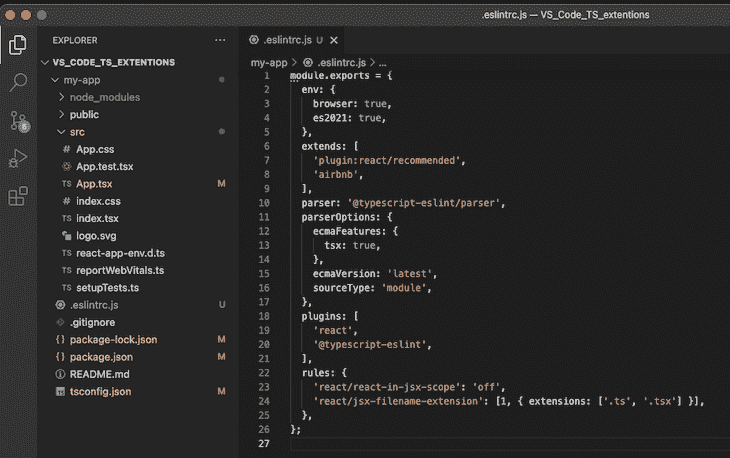 .eslintrc.js — VS_Code_TS_extentions
EXPLORER
...
VS_CODE_TS_EXTENTIONS
my-app
node_modules
public
src
# App.css
App.test.tsx
TS App.tsx M
# index.css
TS index.tsx
logo.svg
TS react-app-env.d.ts
TS reportWebVitals.ts
TS setupTests.ts
.eslintrc.js U
.gitignore
{} package-lock.json M
{} package.json M
README.md
tsconfig.json M
6
.eslintrc.js U
my-app > .eslintrc.js > ...
1 module.exports = {
2 env: {
3 browser: true,
4 es2021: true,
5 },
6 extends: [
7 'plugin:react/recommended',
8 'airbnb',
9 ],
10 parser: '@typescript-eslint/parser',
11 parserOptions: {
12 ecmaFeatures: {
13 tsx: true,
14 },
15 ecmaVersion: 'latest',
16 sourceType: 'module',
17 },
18 plugins: [
19 'react',
20 '@typescript-eslint',
21 ],
22 rules: {
23 'react/react-in-jsx-scope': 'off',
24 'react/jsx-filename-extension': [1, { extensions: ['.ts', '.tsx'] }],
25 },
26 };
27